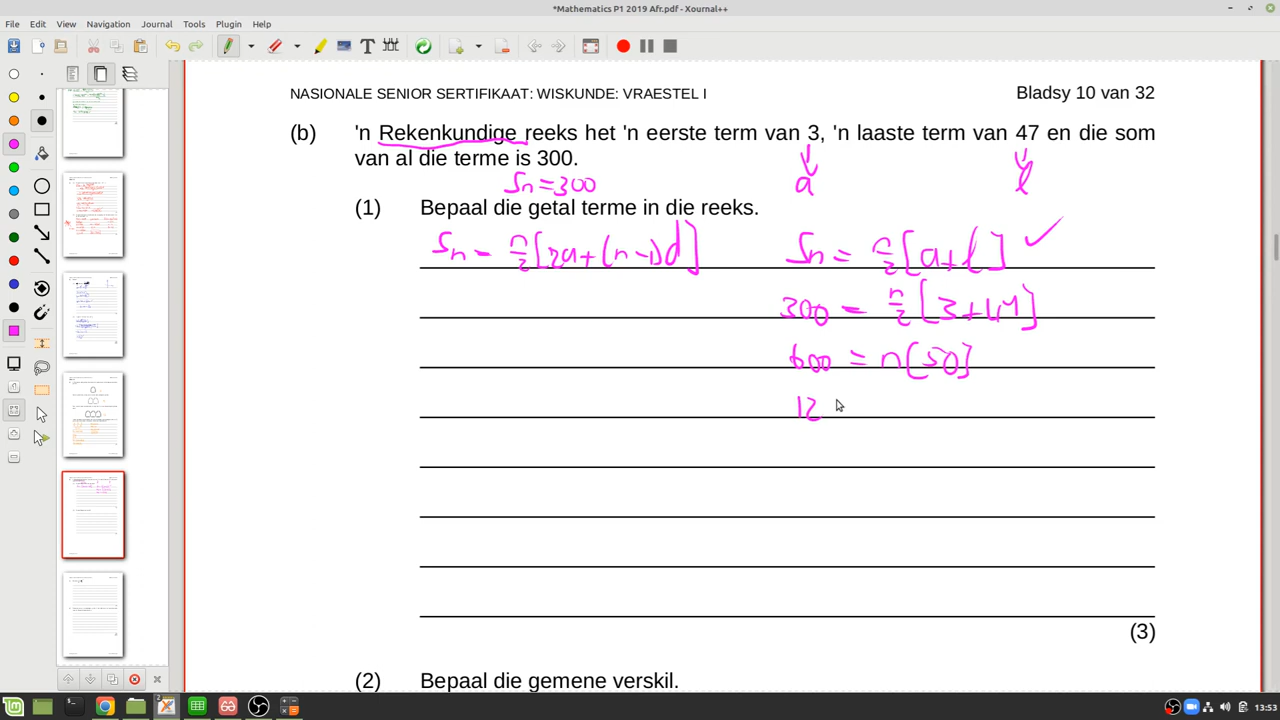 *Mathematics P1 2019 Afr.pdf - Xournal++
File Edit View Navigation Journal Tools Plugin Help
NASIONALE SENIOR SERTIFIKAAT: WISKUNDE: VRAESTEL I
Bladsy 10 van 32
(b) 'n Rekenkundige reeks het 'n eerste term van 3, 'n laaste term van 47 en die som
van al die terme is 300.
Sn = 300 a l
(1) Bepaal die getal terme in die reeks.
Sn = n/2 [2a + (n-1)d] Sn = n/2 [a + l] ✓
300 = n/2 [3 + 47]
600 = n[50]
12
(3)
(2) Bepaal die gemene verskil.
13:53